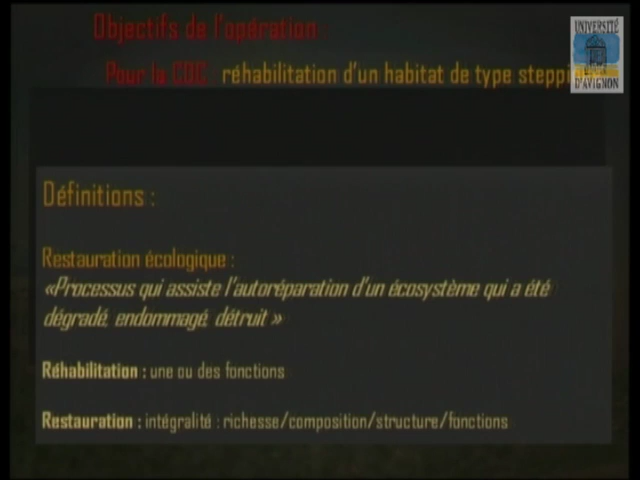 Objectifs de l'opération
Pour la CDC, réhabilitation d'un habitat de type
UNIVERSITÉ
D'AVIGNON
Définitions :
Restauration écologique :
«Processus qui assiste l'autoréparation d'un écosystème qui a été
dégradé, endommagé, détruit »
Réhabilitation : une ou des fonctions
Restauration : intégralité : richesse/composition/structure/fonctions